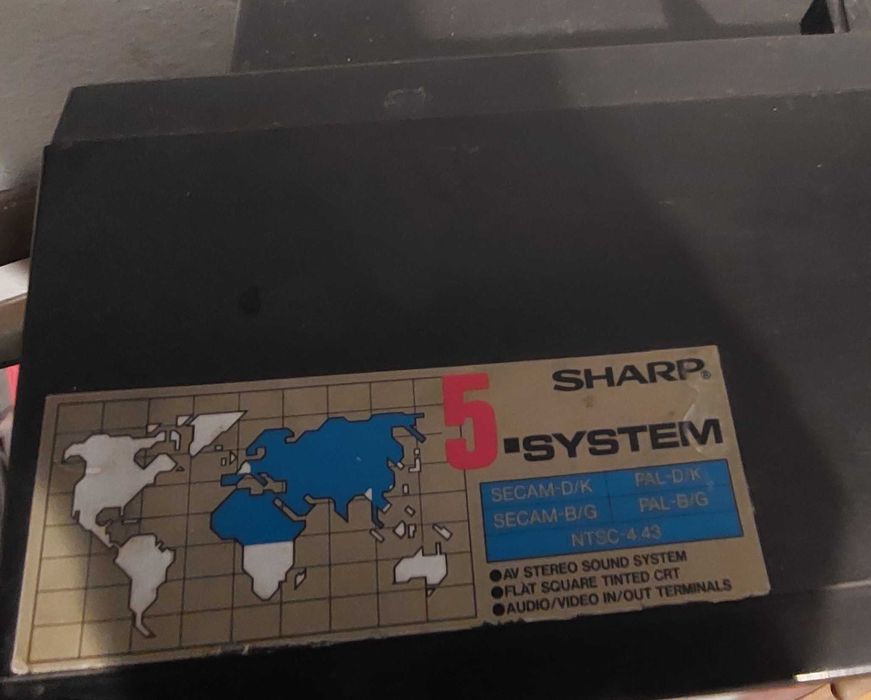 SHARP®
5-SYSTEM
SECAM-D/K PAL-D/K
SECAM-B/G PAL-B/G
NTSC-4.43
●AV STEREO SOUND SYSTEM
●FLAT SQUARE TINTED CRT
●AUDIO/VIDEO IN/OUT TERMINALS